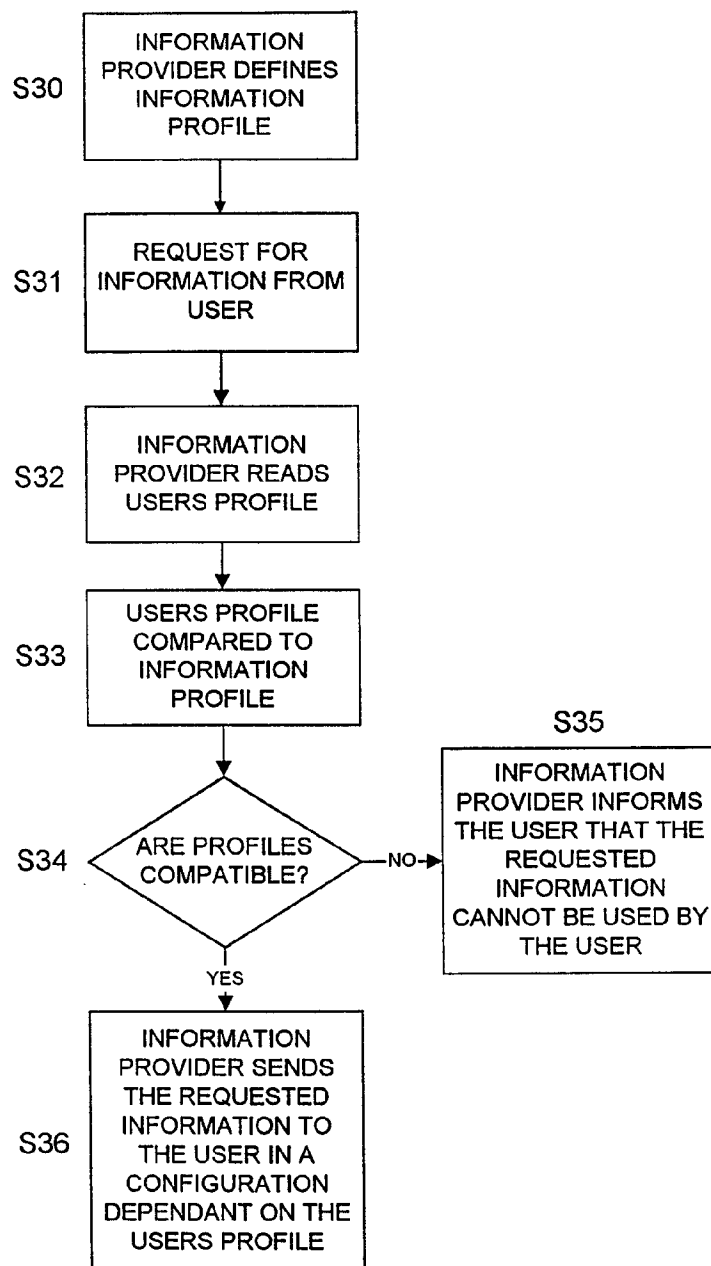 S30
INFORMATION
PROVIDER DEFINES
INFORMATION
PROFILE
S31
REQUEST FOR
INFORMATION FROM
USER
S32
INFORMATION
PROVIDER READS
USERS PROFILE
S33
USERS PROFILE
COMPARED TO
INFORMATION
PROFILE
S34
ARE PROFILES
COMPATIBLE?
NO
S35
INFORMATION
PROVIDER INFORMS
THE USER THAT THE
REQUESTED
INFORMATION
CANNOT BE USED BY
THE USER
YES
S36
INFORMATION
PROVIDER SENDS
THE REQUESTED
INFORMATION TO
THE USER IN A
CONFIGURATION
DEPENDANT ON THE
USERS PROFILE